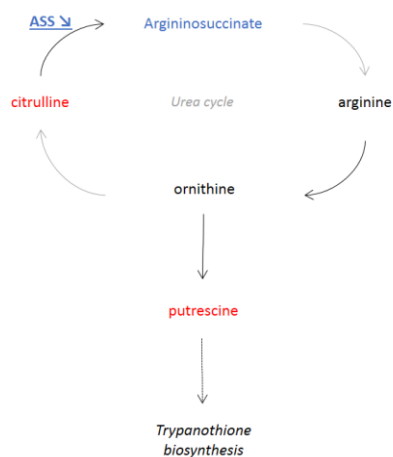 ASS ↘ Argininosuccinate
citrulline Urea cycle arginine
ornithine
putrescine
Trypanothione
biosynthesis